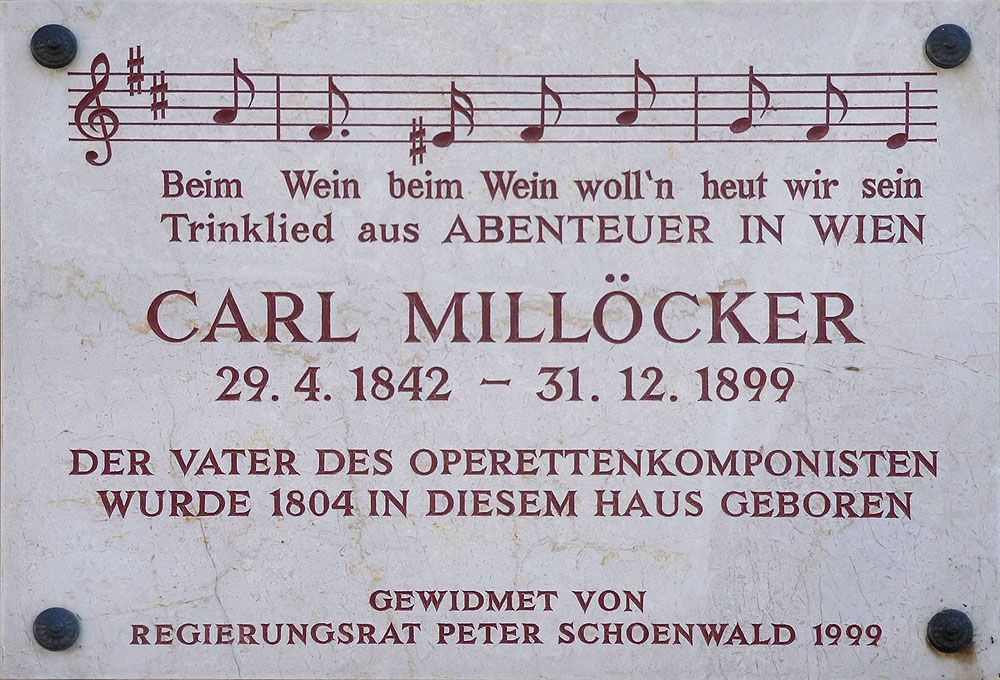 Beim Wein beim Wein woll'n heut wir sein
Trinklied aus ABENTEUER IN WIEN
CARL MILLÖCKER
29. 4. 1842 – 31. 12. 1899
DER VATER DES OPERETTENKOMPONISTEN
WURDE 1804 IN DIESEM HAUS GEBOREN
GEWIDMET VON
REGIERUNGSRAT PETER SCHOENWALD 1999